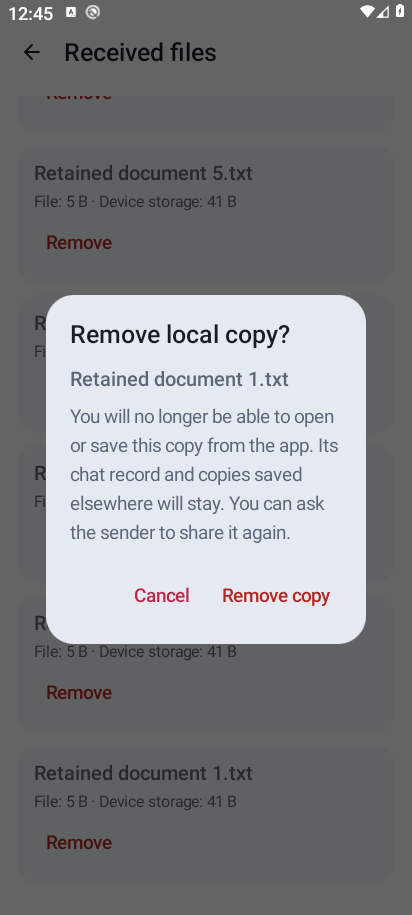 12:45
Received files
Remove
Retained document 5.txt
File: 5 B · Device storage: 41 B
Remove
R
Fi
Remove local copy?
Retained document 1.txt
You will no longer be able to open
or save this copy from the app. Its
chat record and copies saved
elsewhere will stay. You can ask
the sender to share it again.
Cancel
Remove copy
R
Fi
R
File: 5 B · Device storage: 41 B
Remove
Retained document 1.txt
File: 5 B · Device storage: 41 B
Remove